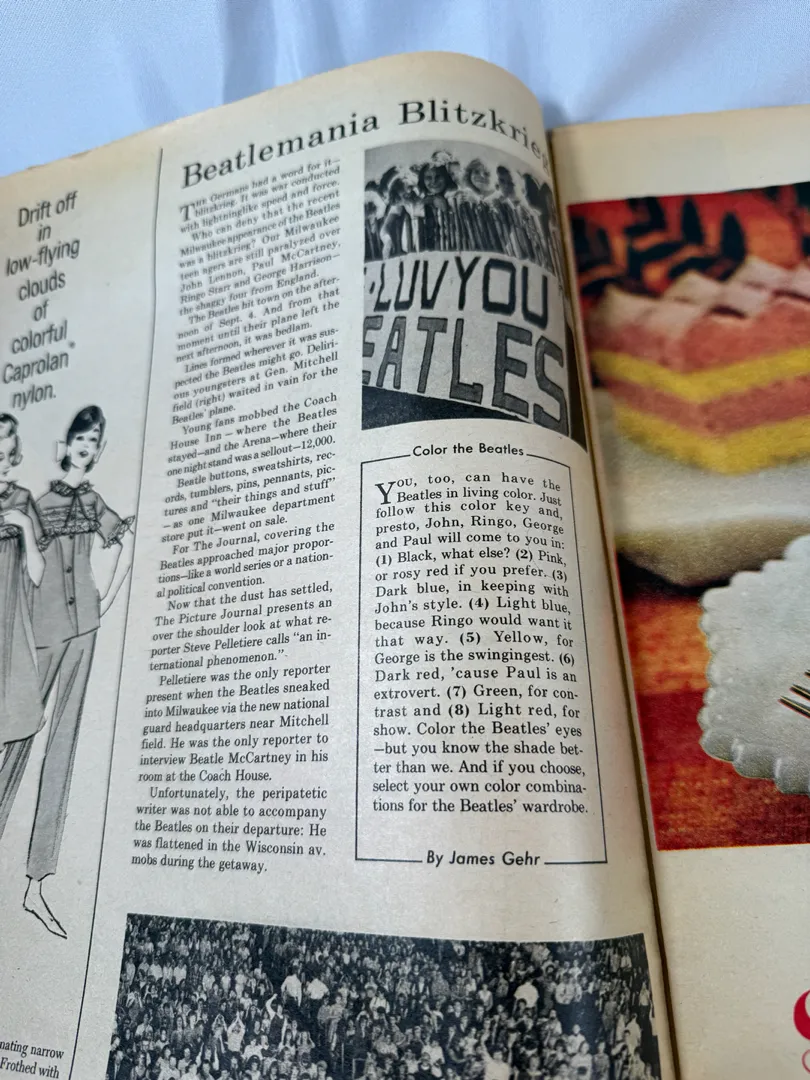 Drift off
in
low-flying
clouds
of
colorful
Caprolan®
nylon.
nating narrow
Frothed with
Beatlemania Blitzkrieg
THE Germans had a word for it—
blitzkrieg. It was war conducted
with lightninglike speed and force.
Who can deny that the recent
Milwaukee appearance of the Beatles
was a blitzkrieg? Our Milwaukee
teen agers are still paralyzed over
John Lennon, Paul McCartney,
Ringo Starr and George Harrison—
the shaggy four from England.
The Beatles hit town on the after-
noon of Sept. 4. And from that
moment until their plane left the
next afternoon, it was bedlam.
Lines formed wherever it was sus-
pected the Beatles might go. Deliri-
ous youngsters at Gen. Mitchell
field (right) waited in vain for the
Beatles' plane.
Young fans mobbed the Coach
House Inn—where the Beatles
stayed—and the Arena—where their
one night stand was a sellout—12,000.
Beatle buttons, sweatshirts, rec-
ords, tumblers, pins, pennants, pic-
tures and "their things and stuff"
—as one Milwaukee department
store put it—went on sale.
For The Journal, covering the
Beatles approached major propor-
tions—like a world series or a nation-
al political convention.
Now that the dust has settled,
The Picture Journal presents an
over the shoulder look at what re-
porter Steve Pelletiere calls "an in-
ternational phenomenon."
Pelletiere was the only reporter
present when the Beatles sneaked
into Milwaukee via the new national
guard headquarters near Mitchell
field. He was the only reporter to
interview Beatle McCartney in his
room at the Coach House.
Unfortunately, the peripatetic
writer was not able to accompany
the Beatles on their departure: He
was flattened in the Wisconsin av.
mobs during the getaway.
LUV YOU
EATLES
Color the Beatles
YOU, too, can have the
Beatles in living color. Just
follow this color key and,
presto, John, Ringo, George
and Paul will come to you in:
(1) Black, what else? (2) Pink,
or rosy red if you prefer. (3)
Dark blue, in keeping with
John's style. (4) Light blue,
because Ringo would want it
that way. (5) Yellow, for
George is the swingingest. (6)
Dark red, 'cause Paul is an
extrovert. (7) Green, for con-
trast and (8) Light red, for
show. Color the Beatles' eyes
—but you know the shade bet-
ter than we. And if you choose,
select your own color combina-
tions for the Beatles' wardrobe.
By James Gehr